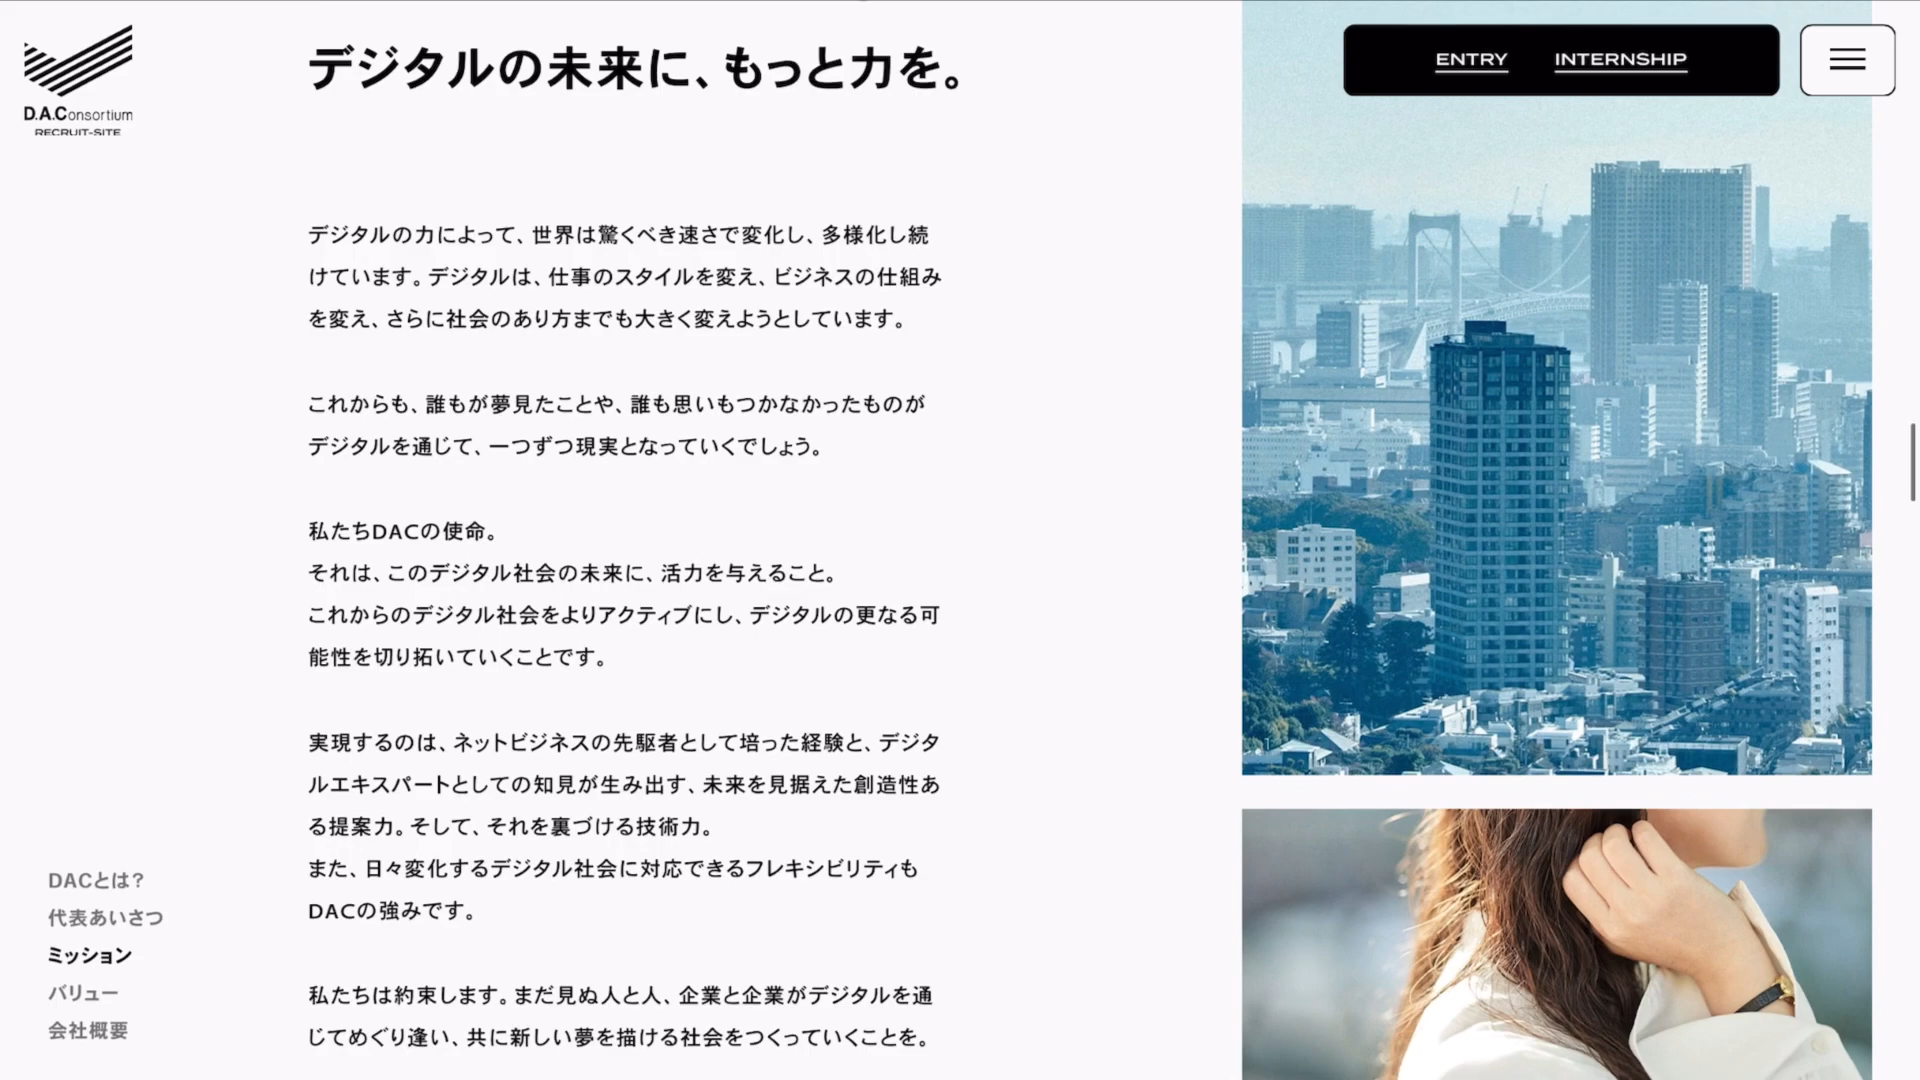 D.A.Consortium
RECRUIT-SITE
デジタルの未来に、もっと力を。
ENTRY
INTERNSHIP
デジタルの力によって、世界は驚くべき速さで変化し、多様化し続
けています。デジタルは、仕事のスタイルを変え、ビジネスの仕組み
を変え、さらに社会のあり方までも大きく変えようとしています。
これからも、誰もが夢見たことや、誰も思いもつかなかったものが
デジタルを通じて、一つずつ現実となっていくでしょう。
私たちDACの使命。
それは、このデジタル社会の未来に、活力を与えること。
これからのデジタル社会をよりアクティブにし、デジタルの更なる可
能性を切り拓いていくことです。
実現するのは、ネットビジネスの先駆者として培った経験と、デジタ
ルエキスパートとしての知見が生み出す、未来を見据えた創造性あ
る提案力。そして、それを裏づける技術力。
また、日々変化するデジタル社会に対応できるフレキシビリティも
DACの強みです。
私たちは約束します。まだ見ぬ人と人、企業と企業がデジタルを通
じてめぐり逢い、共に新しい夢を描ける社会をつくっていくことを。
DACとは?
代表あいさつ
ミッション
バリュー
会社概要